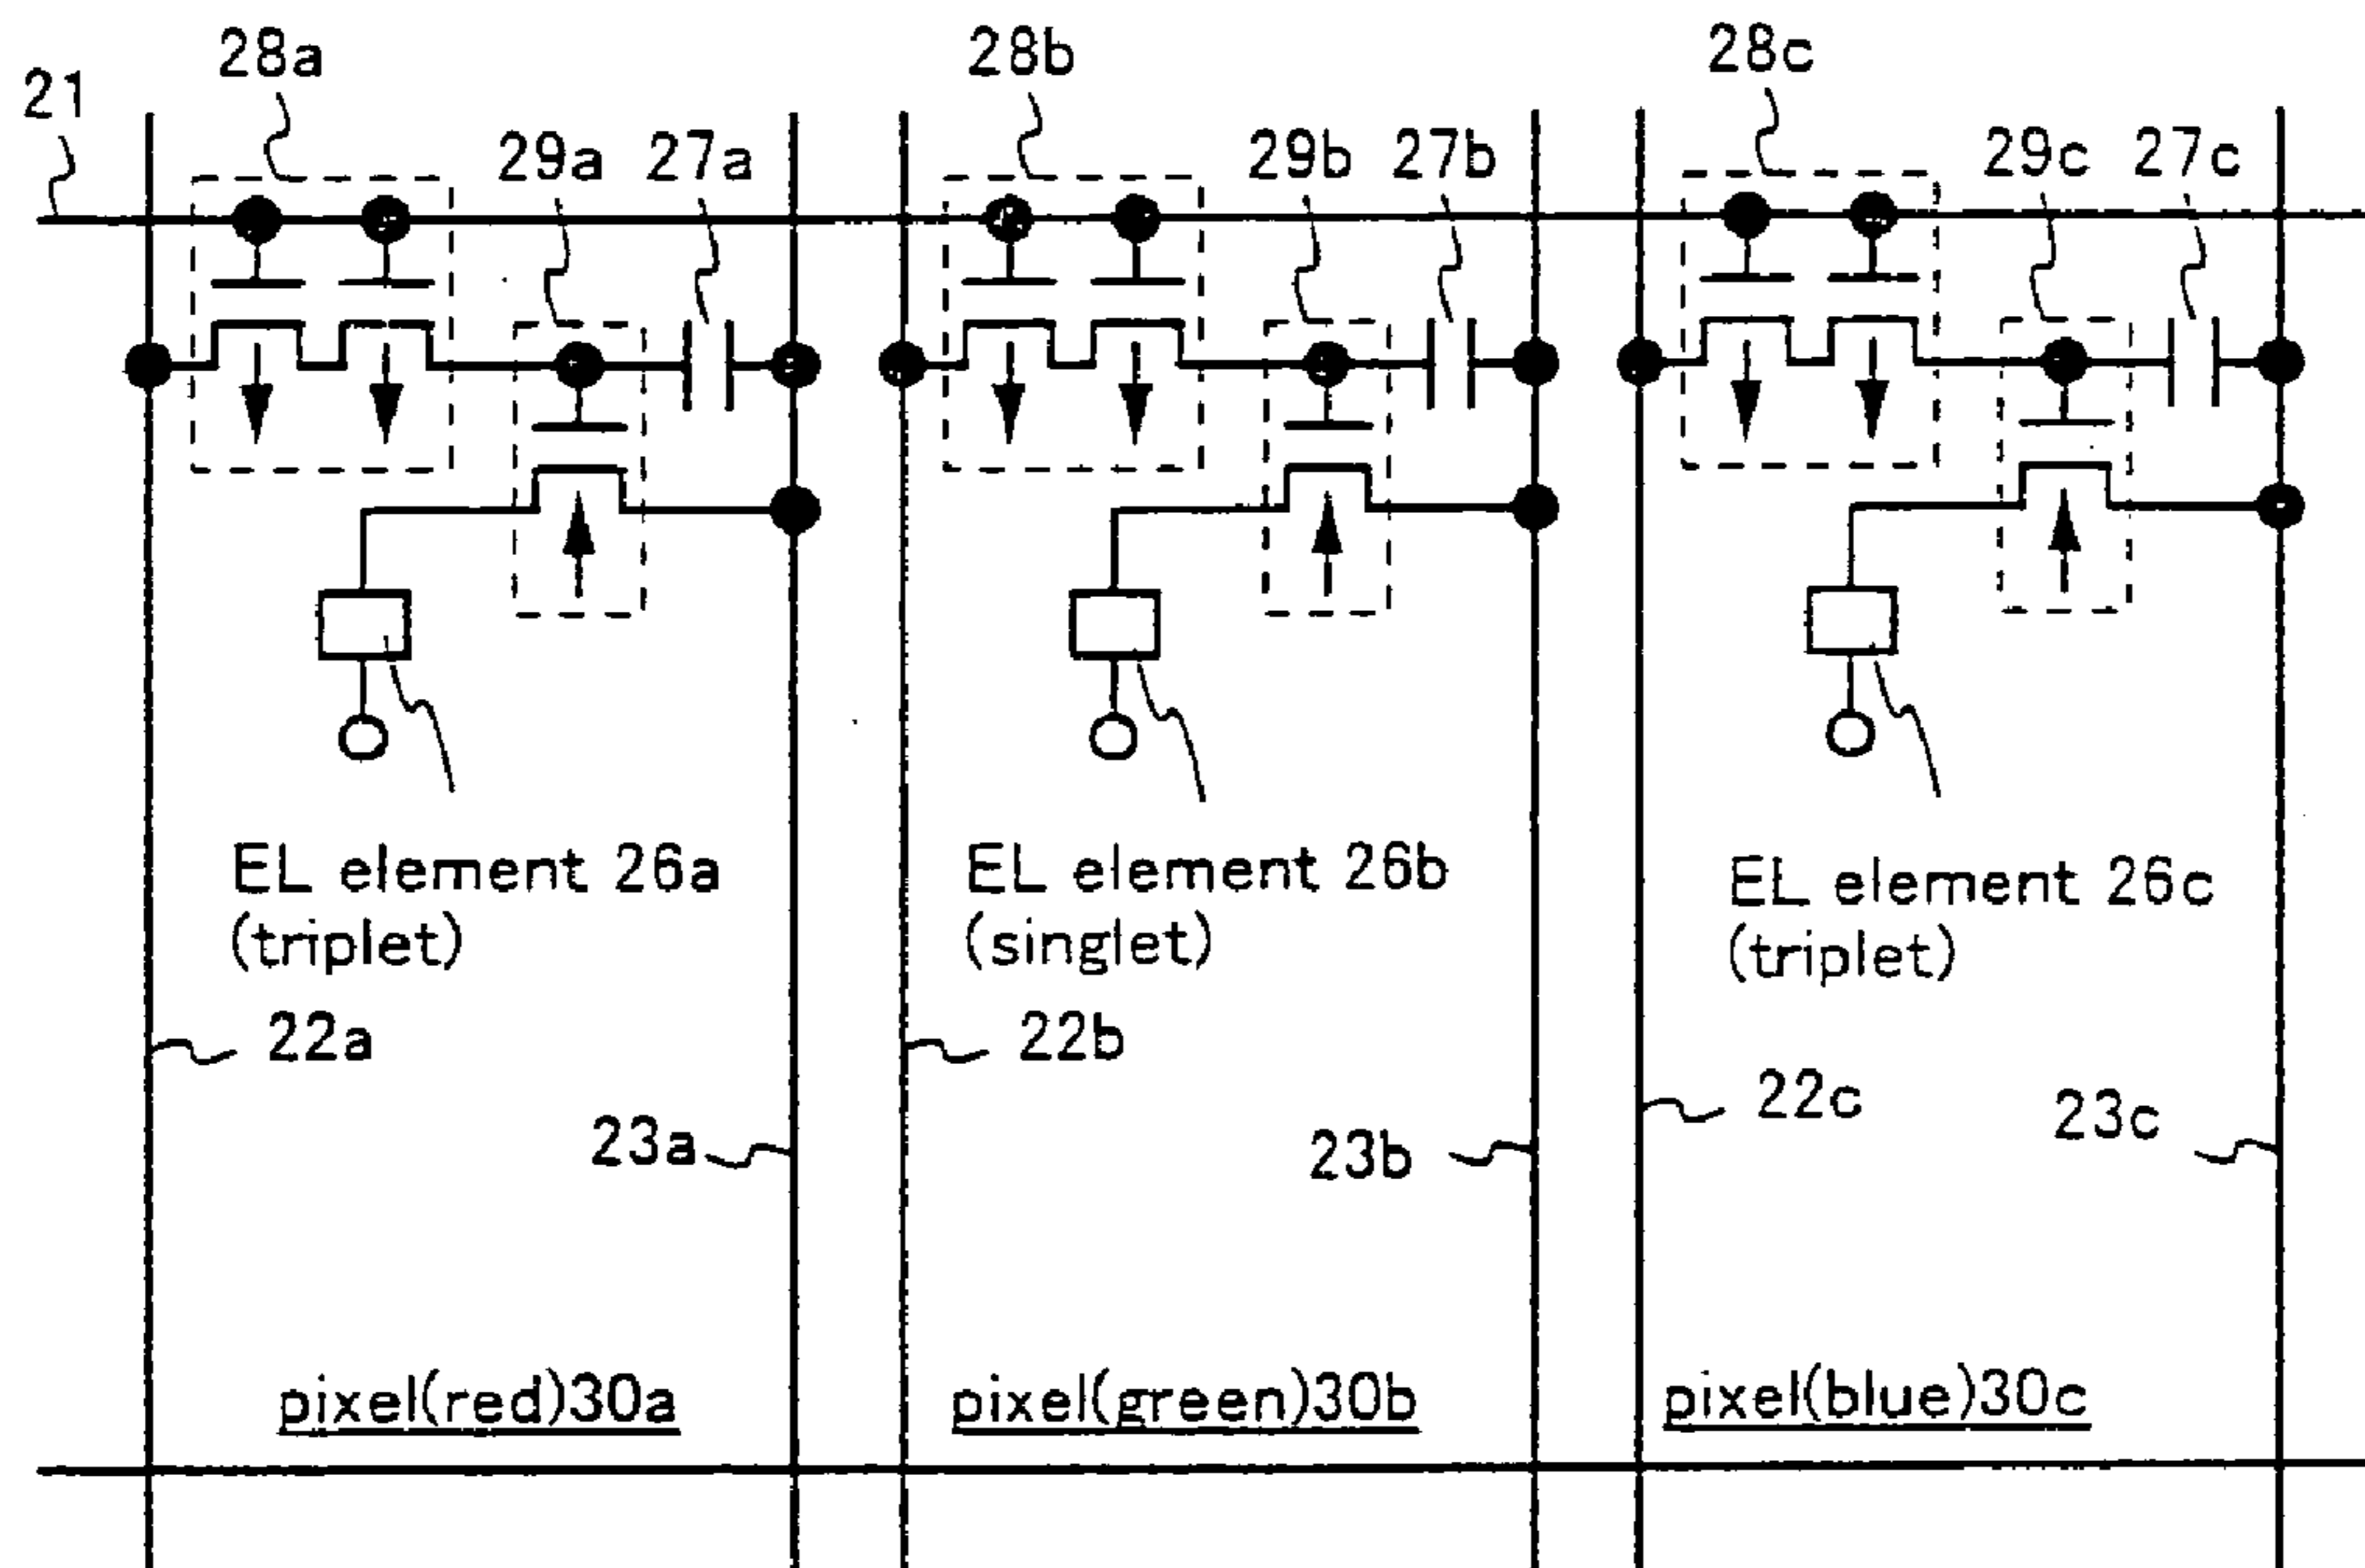 21
28a
28b
28c
29a
27a
29b
27b
29c
27c
EL element 26a
(triplet)
EL element 26b
(singlet)
EL element 26c
(triplet)
22a
22b
22c
23a
23b
23c
pixel(red)30a
pixel(green)30b
pixel(blue)30c